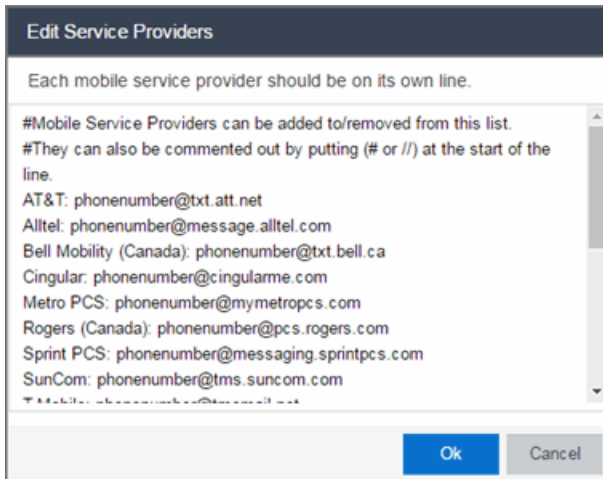 Edit Service Providers
Each mobile service provider should be on its own line.
#Mobile Service Providers can be added to/removed from this list.
#They can also be commented out by putting (# or //) at the start of the
line.
AT&T: phonenumber@txt.att.net
Alltel: phonenumber@message.alltel.com
Bell Mobility (Canada): phonenumber@txt.bell.ca
Cingular: phonenumber@cingularme.com
Metro PCS: phonenumber@mymetropcs.com
Rogers (Canada): phonenumber@pcs.rogers.com
Sprint PCS: phonenumber@messaging.sprintpcs.com
SunCom: phonenumber@tms.suncom.com
T-Mobile: phonenumber@tmomail.net
Ok Cancel